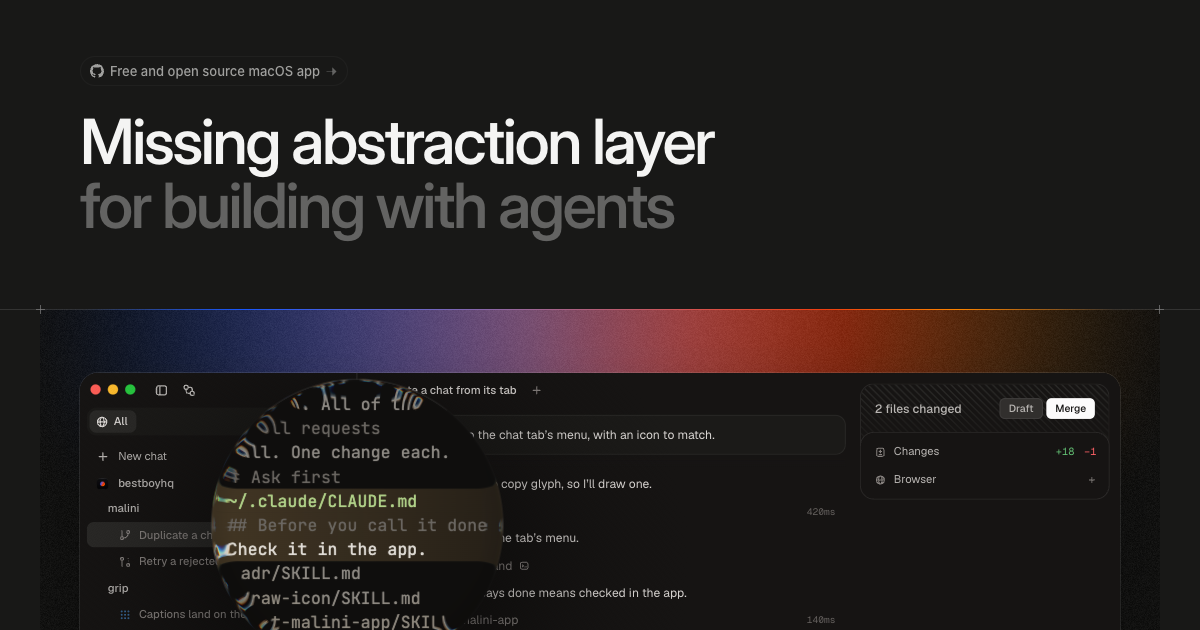 Free and open source macOS app →
Missing abstraction layer
for building with agents
a chat from its tab +
All
+ New chat
bestboyhq
malini
Duplicate a ch
Retry a rejecte
grip
Captions land on the
All of
ll requests
ll. One change each.
# Ask first
~/.claude/CLAUDE.md
## Before you call it done
Check it in the app.
adr/SKILL.md
raw-icon/SKILL.md
t-malini-app/SKIL
the chat tab's menu, with an icon to match.
copy glyph, so I'll draw one.
420ms
tab's menu.
done means checked in the app.
alini-app
140ms
2 files changed
Draft
Merge
Changes
+18 −1
Browser
+